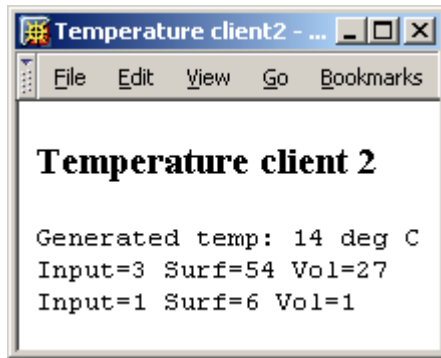 Temperature client2 - ...
File Edit View Go Bookmarks
Temperature client 2
Generated temp: 14 deg C
Input=3 Surf=54 Vol=27
Input=1 Surf=6 Vol=1